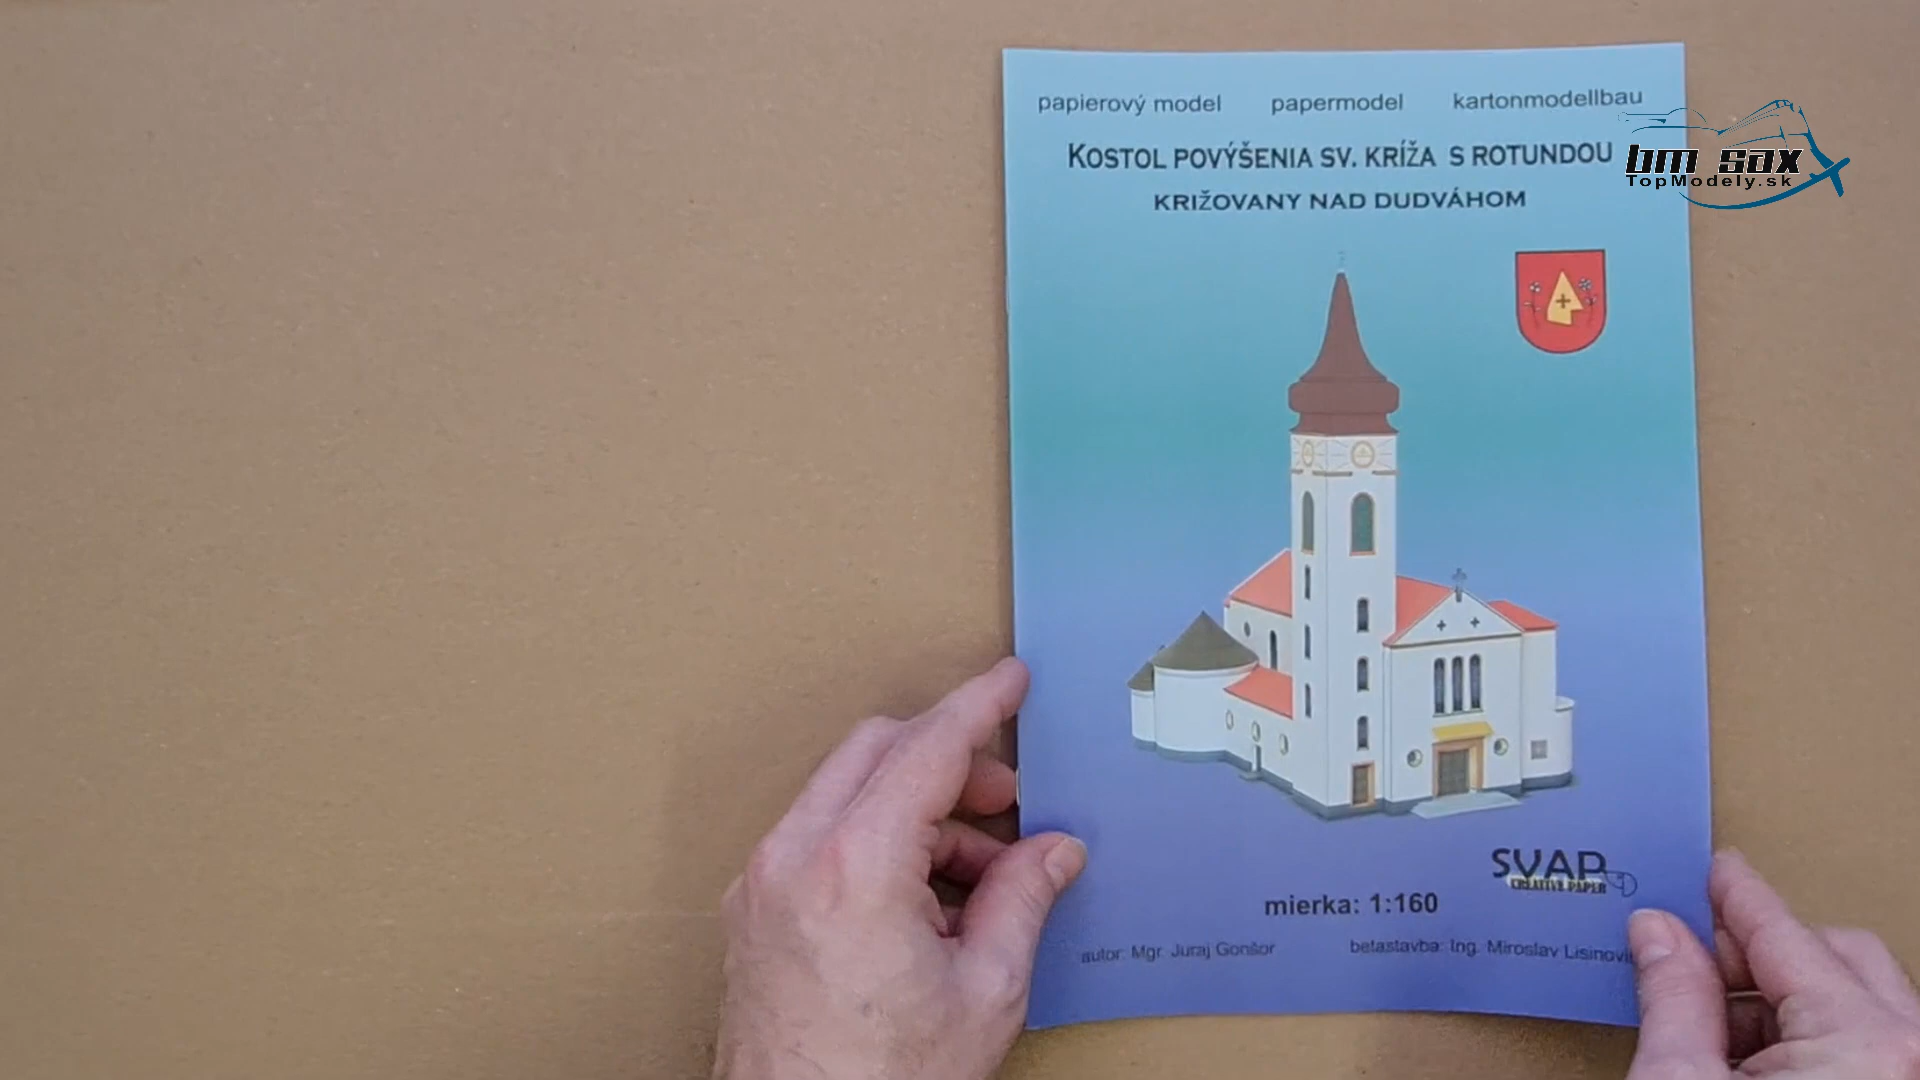 papierový model papermodel kartonmodellbau
KOSTOL POVÝŠENIA SV. KRÍŽA S ROTUNDOU
KRIŽOVANY NAD DUDVÁHOM
bm sax
TopModely.sk
SVAP
CREATIVE PAPER
mierka: 1:160
autor: Mgr. Juraj Gonšor betastavba: Ing. Miroslav